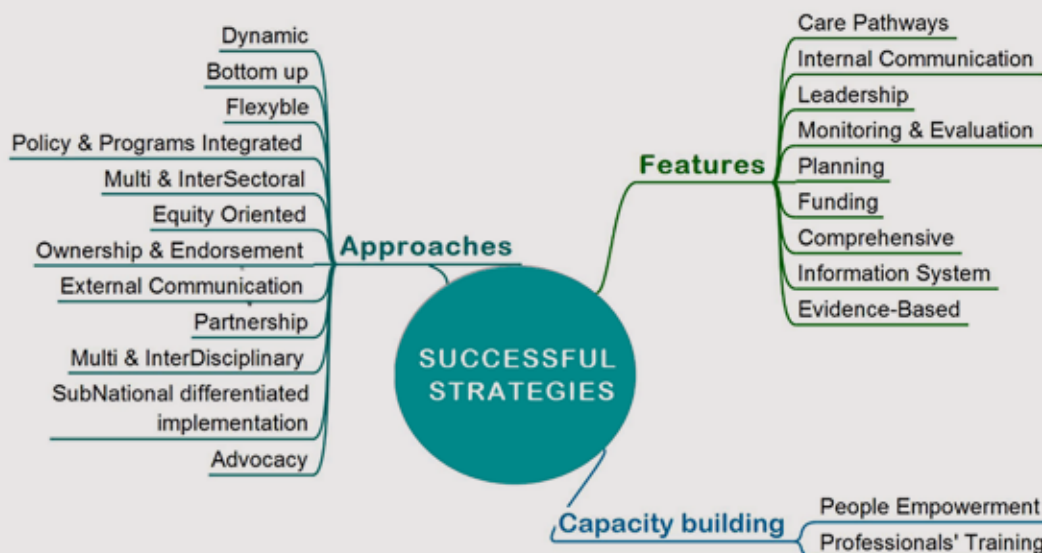 Dynamic
Bottom up
Flexyble
Policy & Programs Integrated
Multi & InterSectoral
Equity Oriented
Ownership & Endorsement
External Communication
Partnership
Multi & InterDisciplinary
SubNational differentiated
implementation
Advocacy
Approaches
SUCCESSFUL
STRATEGIES
Features
Care Pathways
Internal Communication
Leadership
Monitoring & Evaluation
Planning
Funding
Comprehensive
Information System
Evidence-Based
Capacity building
People Empowerment
Professionals' Training